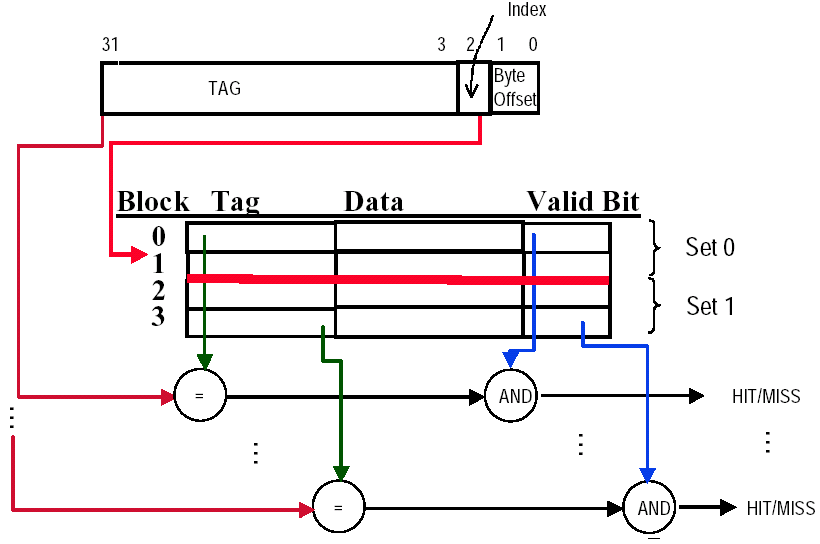 Index
31 3 2 1 0
TAG
Byte
Offset
Block Tag Data Valid Bit
0
1
2
3
Set 0
Set 1
= AND HIT/MISS
= AND HIT/MISS